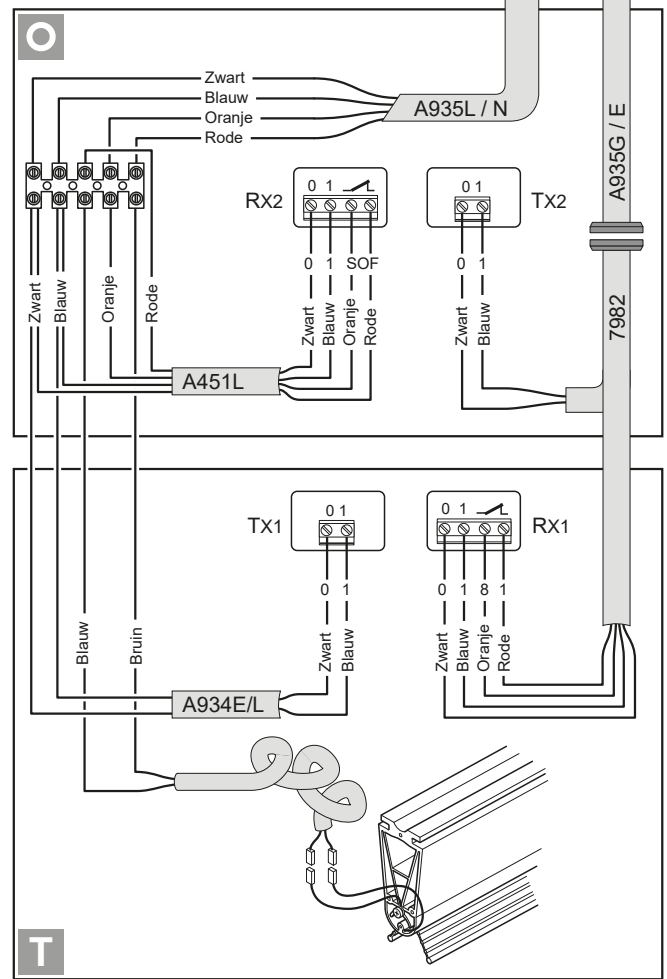 O
Zwart
Blauw
Oranje
Rode
A935L / N
A935G / E
RX2
0 1
TX2
0 1
0 1 SOF
0 1
Zwart
Blauw
Oranje
Rode
Zwart
Blauw
Oranje
Rode
Zwart
Blauw
7982
A451L
TX1
0 1
RX1
0 1
0 1
0 1 8 1
Blauw
Bruin
Zwart
Blauw
Zwart
Blauw
Oranje
Rode
A934E/L
T